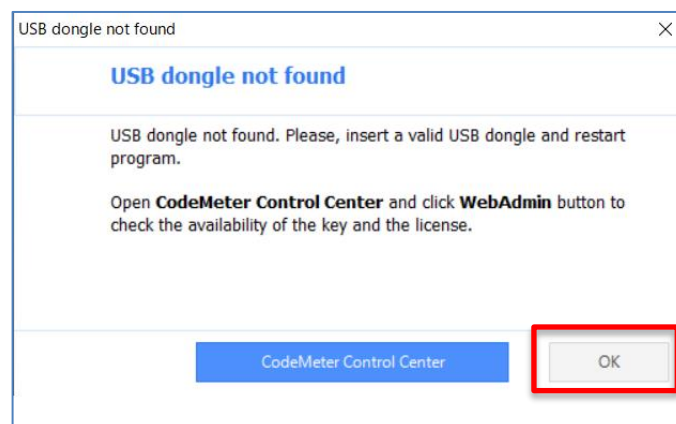 USB dongle not found
USB dongle not found
USB dongle not found. Please, insert a valid USB dongle and restart
program.
Open CodeMeter Control Center and click WebAdmin button to
check the availability of the key and the license.
CodeMeter Control Center
OK